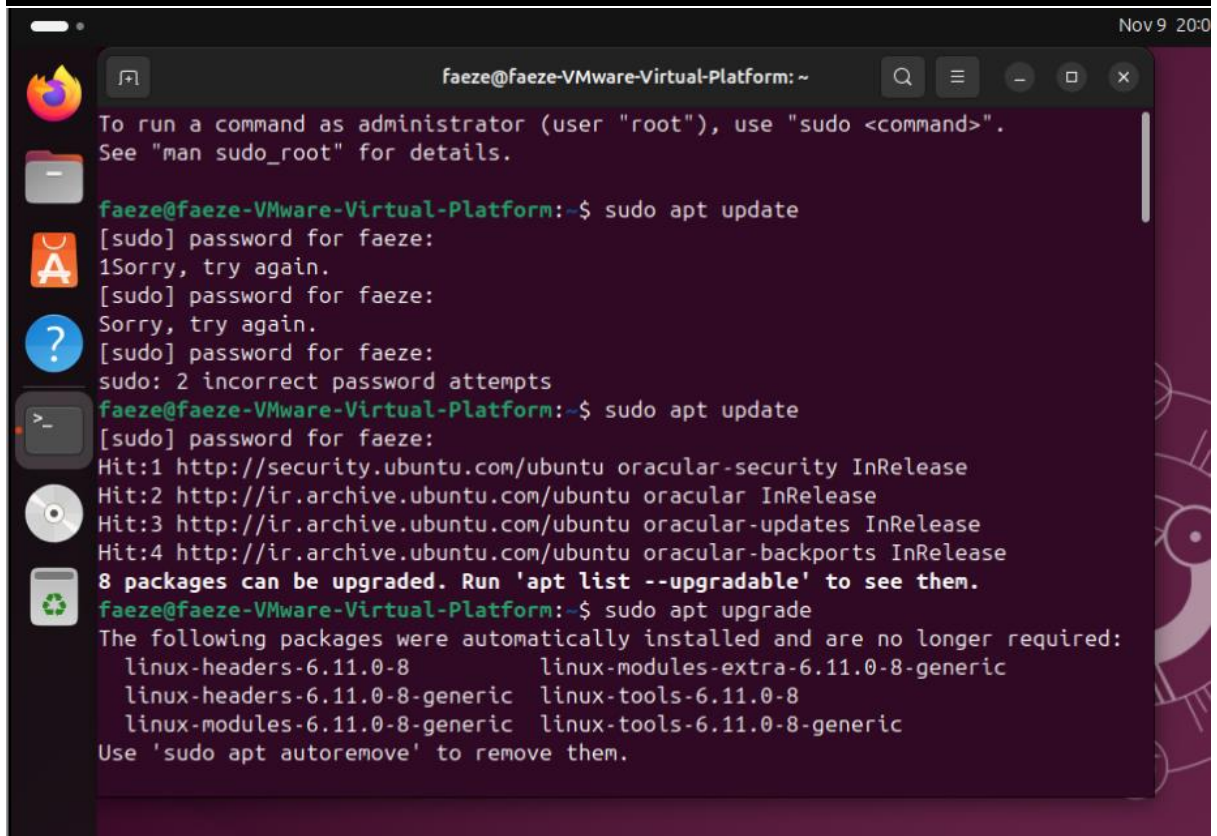 Nov 9 20:0
faeze@faeze-VMware-Virtual-Platform: ~
To run a command as administrator (user "root"), use "sudo <command>".
See "man sudo_root" for details.
faeze@faeze-VMware-Virtual-Platform:~$ sudo apt update
[sudo] password for faeze:
1Sorry, try again.
[sudo] password for faeze:
Sorry, try again.
[sudo] password for faeze:
sudo: 2 incorrect password attempts
faeze@faeze-VMware-Virtual-Platform:~$ sudo apt update
[sudo] password for faeze:
Hit:1 http://security.ubuntu.com/ubuntu oracular-security InRelease
Hit:2 http://ir.archive.ubuntu.com/ubuntu oracular InRelease
Hit:3 http://ir.archive.ubuntu.com/ubuntu oracular-updates InRelease
Hit:4 http://ir.archive.ubuntu.com/ubuntu oracular-backports InRelease
8 packages can be upgraded. Run 'apt list --upgradable' to see them.
faeze@faeze-VMware-Virtual-Platform:~$ sudo apt upgrade
The following packages were automatically installed and are no longer required:
  linux-headers-6.11.0-8          linux-modules-extra-6.11.0-8-generic
  linux-headers-6.11.0-8-generic  linux-tools-6.11.0-8
  linux-modules-6.11.0-8-generic  linux-tools-6.11.0-8-generic
Use 'sudo apt autoremove' to remove them.